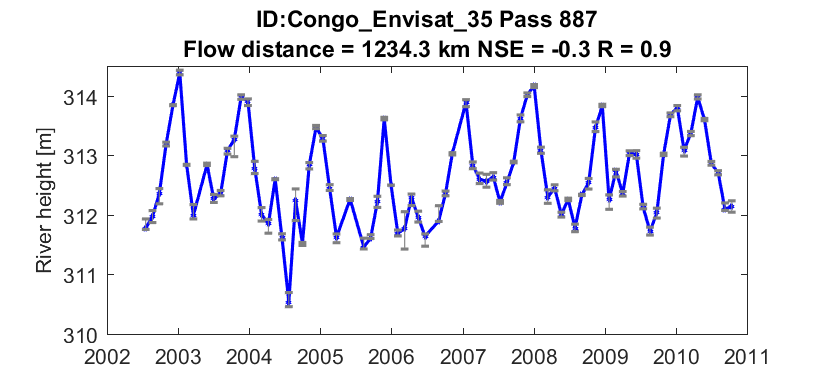 ID:Congo_Envisat_35 Pass 887
Flow distance = 1234.3 km NSE = -0.3 R = 0.9
River height [m]
314
313
312
311
310
2002 2003 2004 2005 2006 2007 2008 2009 2010 2011